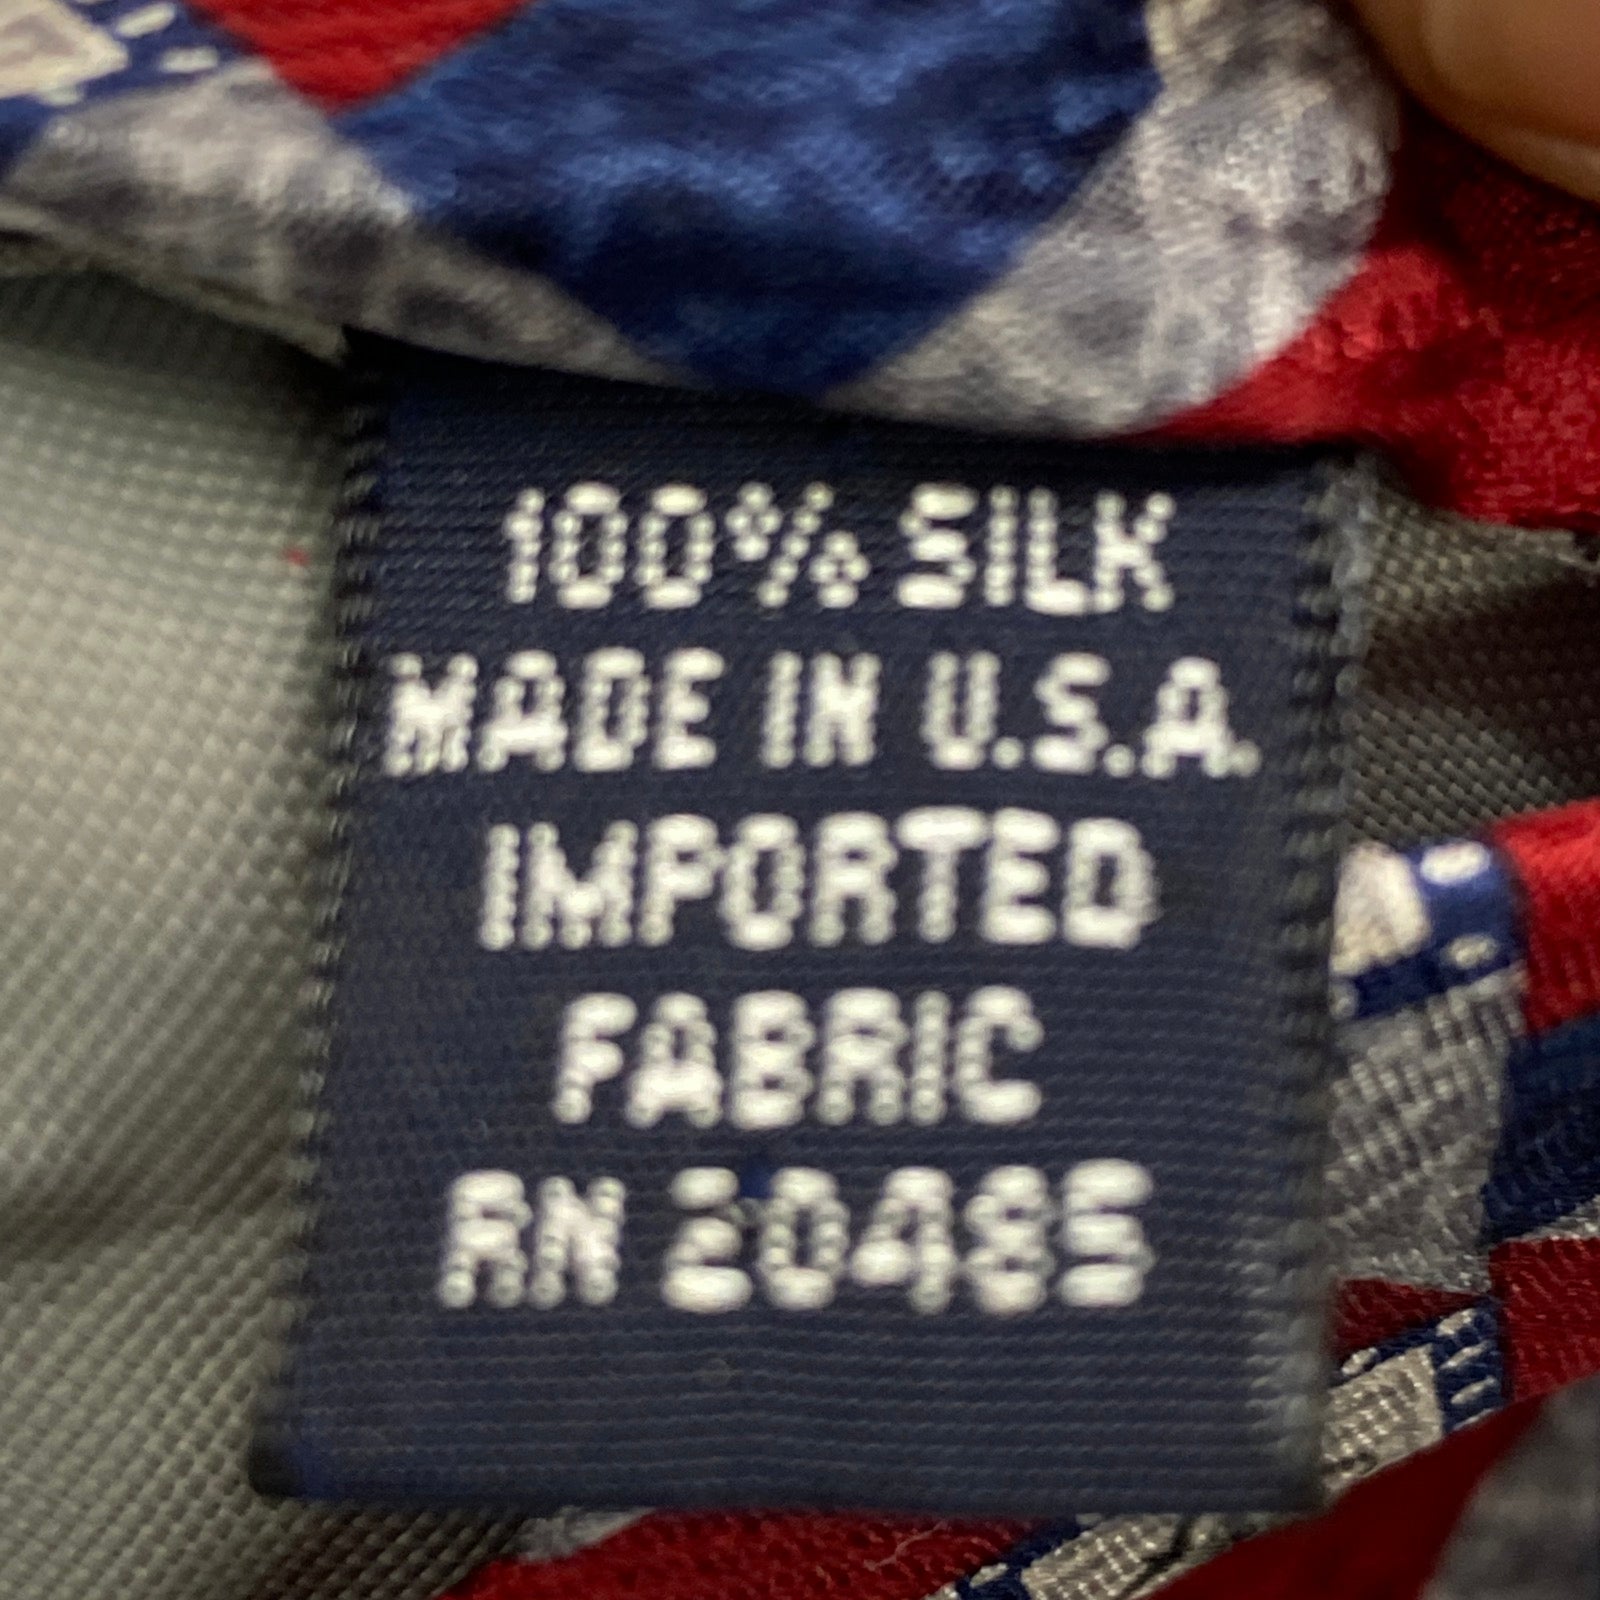 100% SILK
MADE IN U.S.A.
IMPORTED
FABRIC
RN 20485